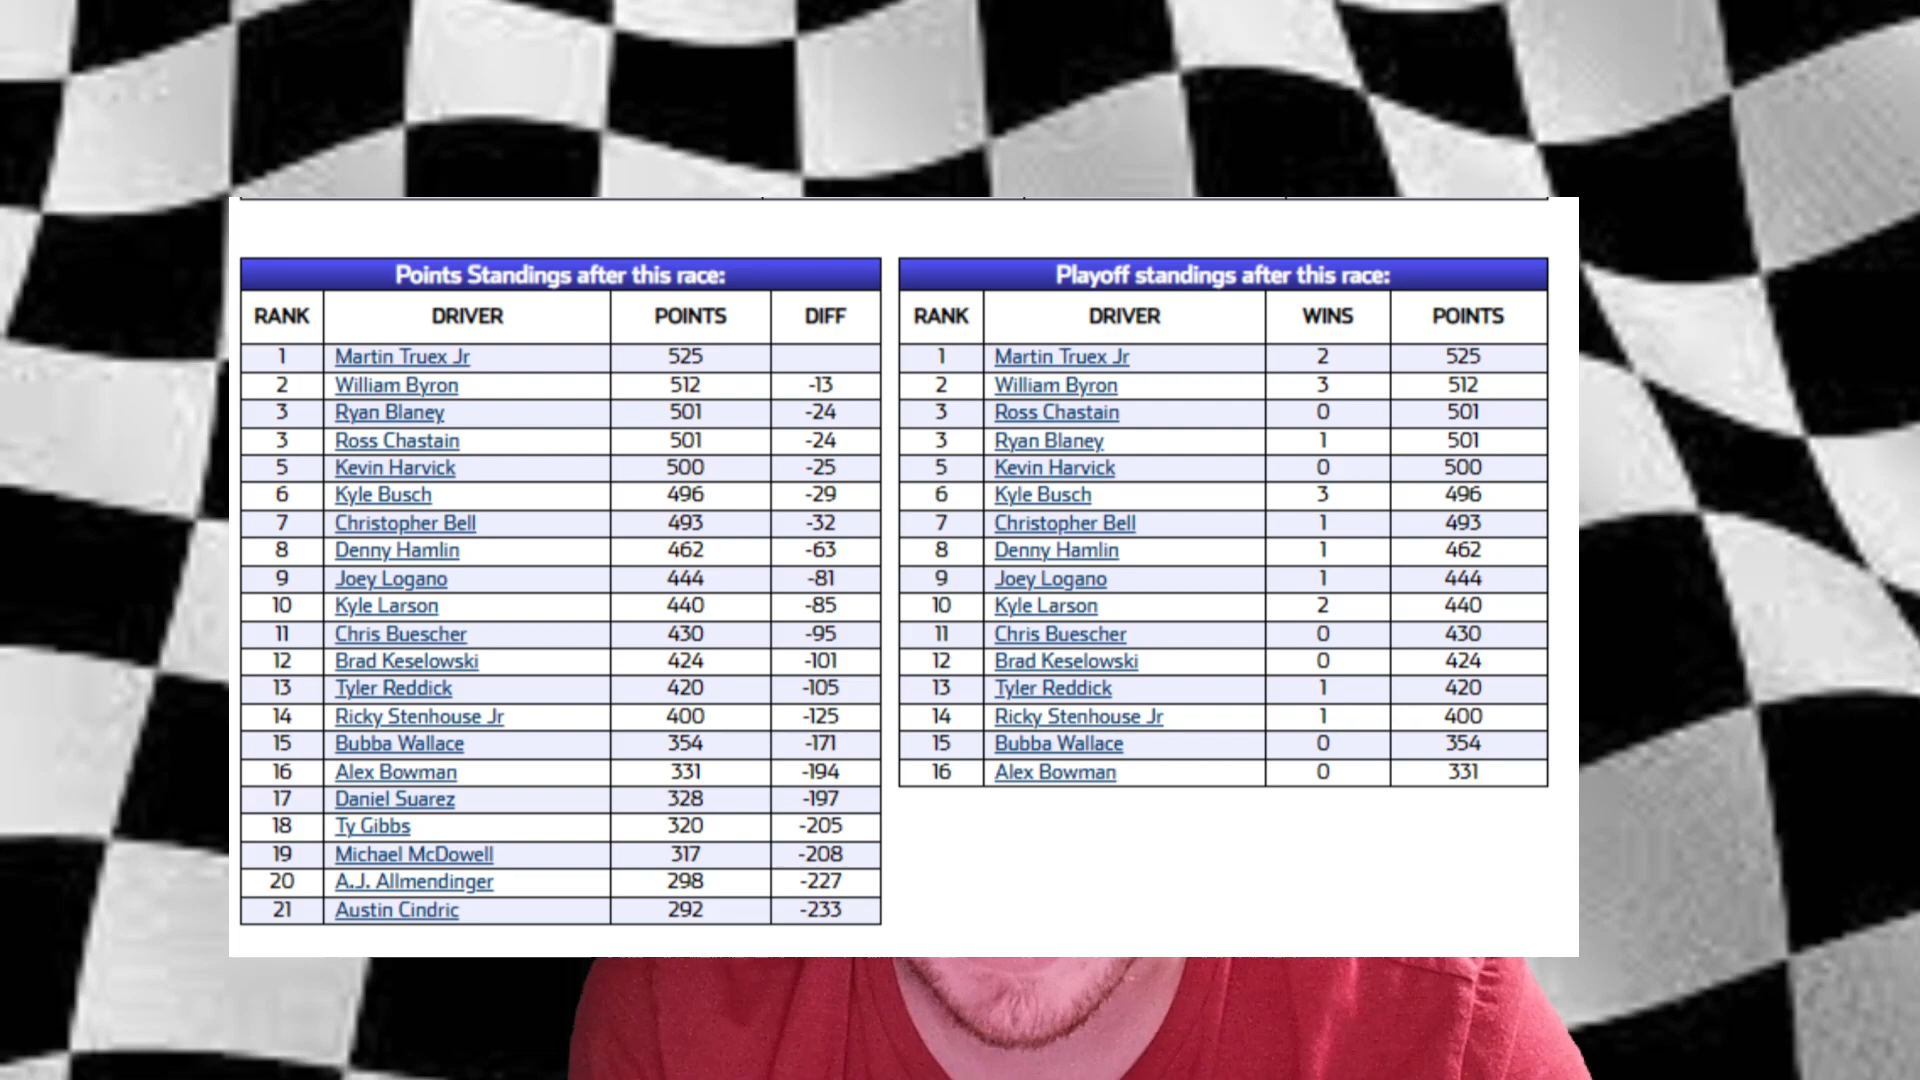 Points Standings after this race:
RANK DRIVER POINTS DIFF
1 Martin Truex Jr 525
2 William Byron 512 -13
3 Ryan Blaney 501 -24
3 Ross Chastain 501 -24
5 Kevin Harvick 500 -25
6 Kyle Busch 496 -29
7 Christopher Bell 493 -32
8 Denny Hamlin 462 -63
9 Joey Logano 444 -81
10 Kyle Larson 440 -85
11 Chris Buescher 430 -95
12 Brad Keselowski 424 -101
13 Tyler Reddick 420 -105
14 Ricky Stenhouse Jr 400 -125
15 Bubba Wallace 354 -171
16 Alex Bowman 331 -194
17 Daniel Suarez 328 -197
18 Ty Gibbs 320 -205
19 Michael McDowell 317 -208
20 A.J. Allmendinger 298 -227
21 Austin Cindric 292 -233
Playoff standings after this race:
RANK DRIVER WINS POINTS
1 Martin Truex Jr 2 525
2 William Byron 3 512
3 Ross Chastain 0 501
3 Ryan Blaney 1 501
5 Kevin Harvick 0 500
6 Kyle Busch 3 496
7 Christopher Bell 1 493
8 Denny Hamlin 1 462
9 Joey Logano 1 444
10 Kyle Larson 2 440
11 Chris Buescher 0 430
12 Brad Keselowski 0 424
13 Tyler Reddick 1 420
14 Ricky Stenhouse Jr 1 400
15 Bubba Wallace 0 354
16 Alex Bowman 0 331